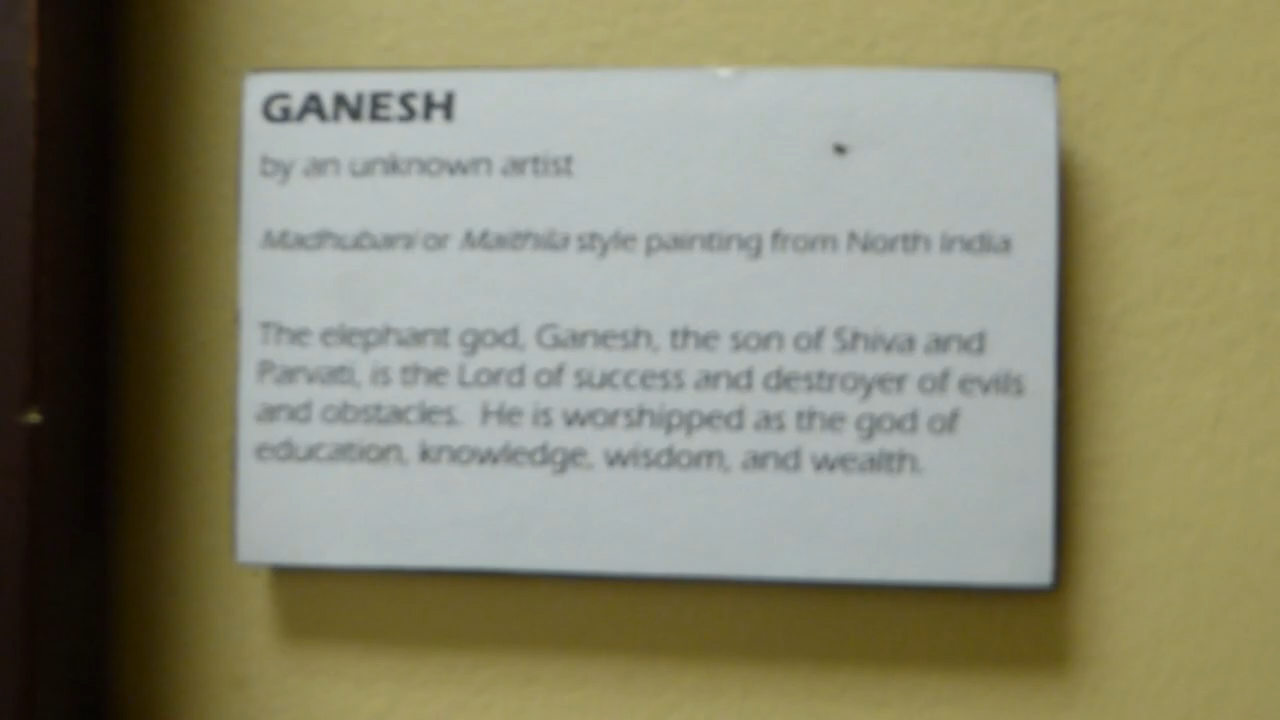 GANESH
by an unknown artist
Madhubani or Maithila style painting from North India
The elephant god, Ganesh, the son of Shiva and
Parvati, is the Lord of success and destroyer of evils
and obstacles. He is worshipped as the god of
education, knowledge, wisdom, and wealth.